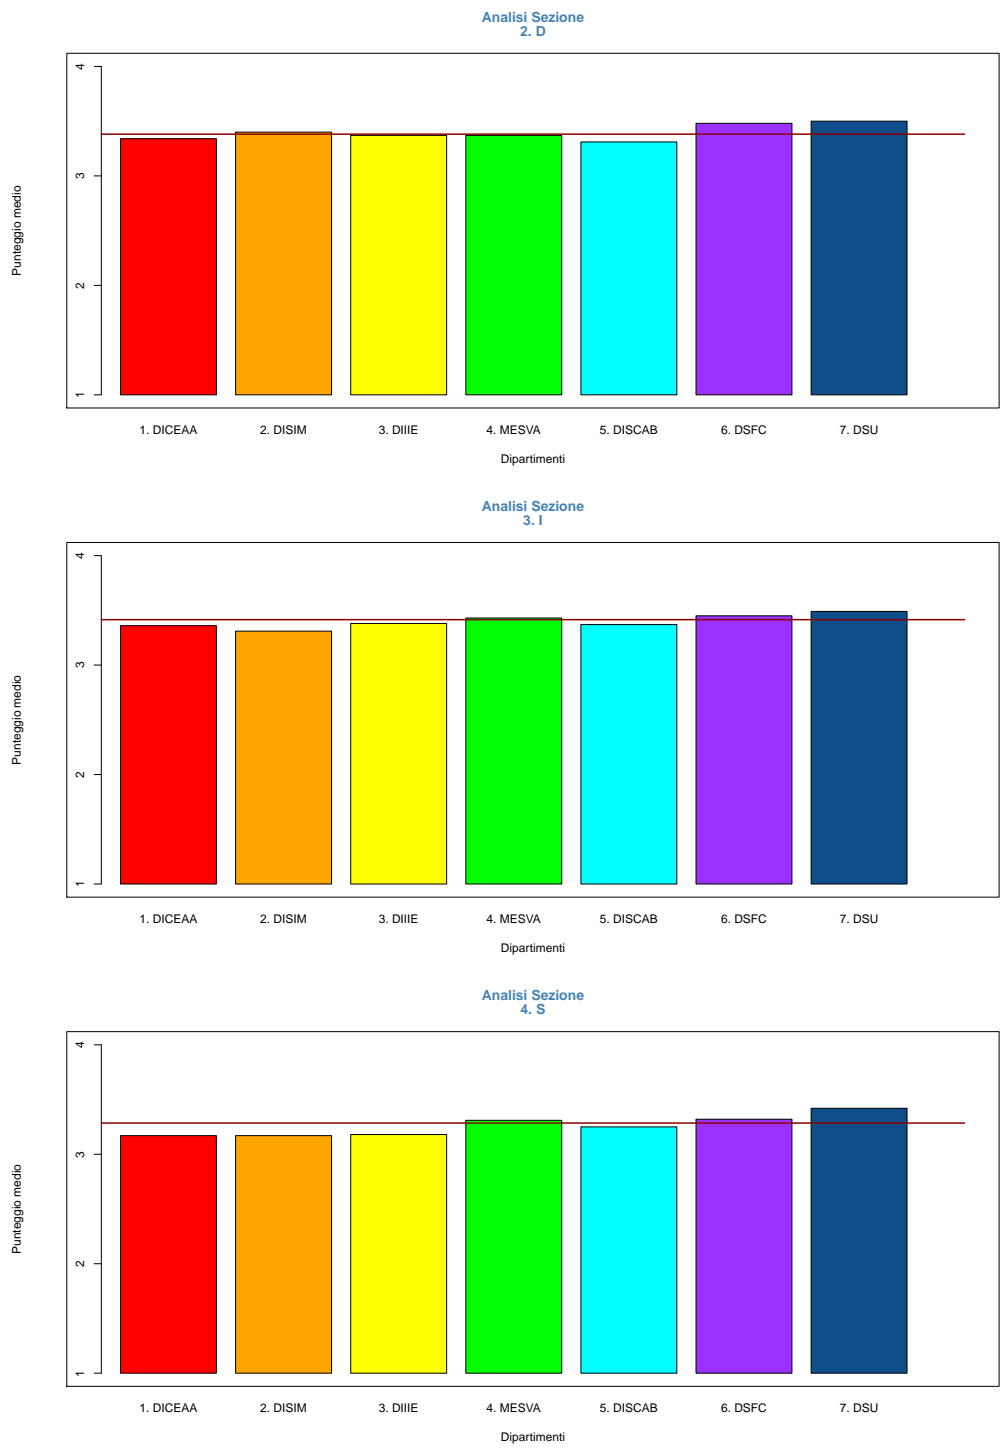 Analisi Sezione
2. D
4
3
2
1
Punteggio medio
1. DICEAA 2. DISIM 3. DIIIE 4. MESVA 5. DISCAB 6. DSFC 7. DSU
Dipartimenti
Analisi Sezione
3. I
4
3
2
1
Punteggio medio
1. DICEAA 2. DISIM 3. DIIIE 4. MESVA 5. DISCAB 6. DSFC 7. DSU
Dipartimenti
Analisi Sezione
4. S
4
3
2
1
Punteggio medio
1. DICEAA 2. DISIM 3. DIIIE 4. MESVA 5. DISCAB 6. DSFC 7. DSU
Dipartimenti